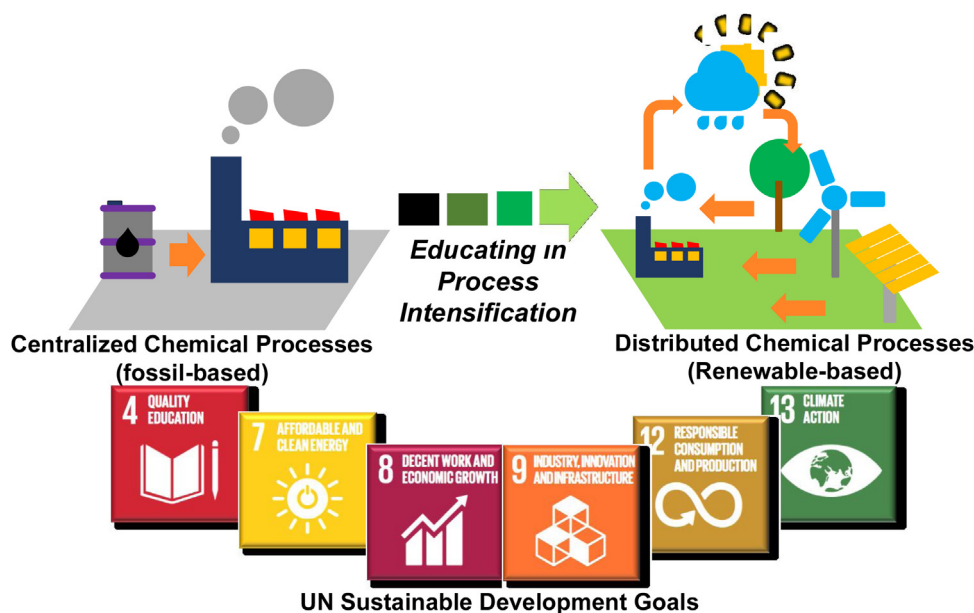 Educating in
Process
Intensification
Centralized Chemical Processes
(fossil-based)
Distributed Chemical Processes
(Renewable-based)
4 QUALITY
EDUCATION
7 AFFORDABLE AND
CLEAN ENERGY
8 DECENT WORK AND
ECONOMIC GROWTH
9 INDUSTRY, INNOVATION
AND INFRASTRUCTURE
12 RESPONSIBLE
CONSUMPTION
AND PRODUCTION
13 CLIMATE
ACTION
UN Sustainable Development Goals